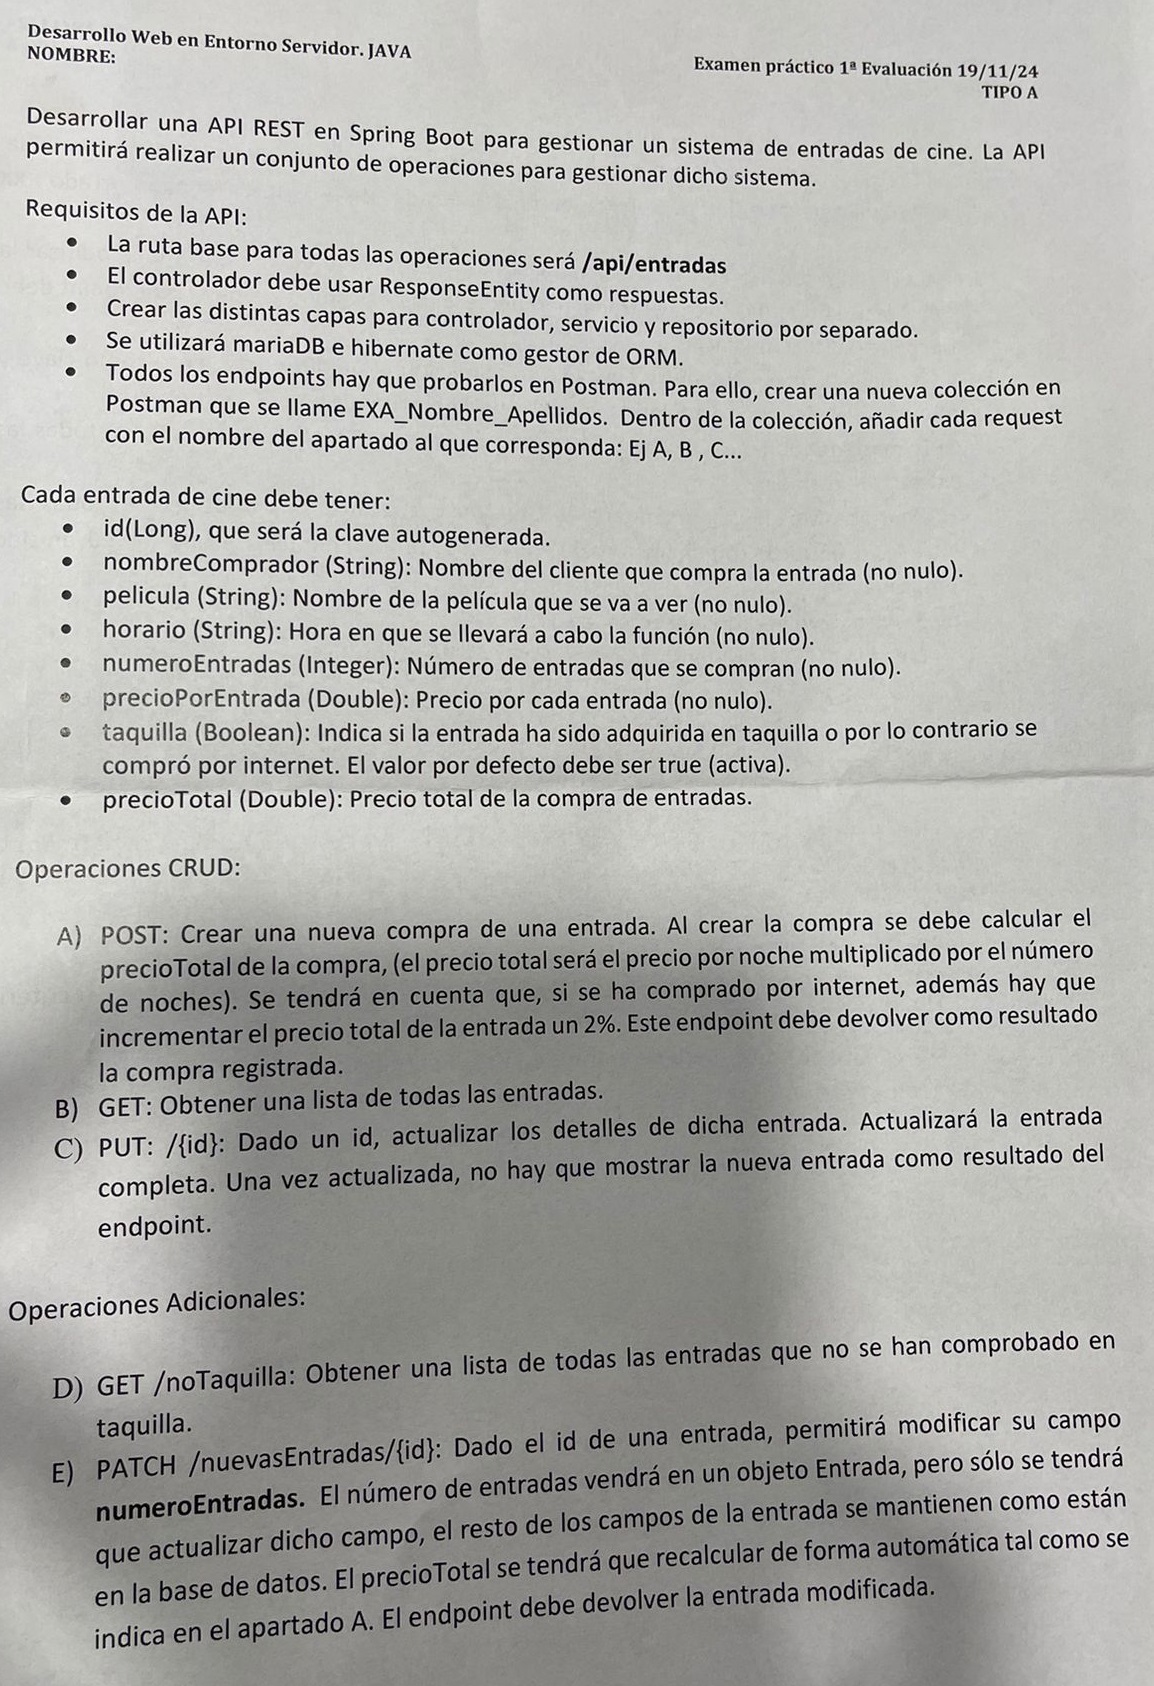 Desarrollo Web en Entorno Servidor. JAVA
NOMBRE:
Examen práctico 1ª Evaluación 19/11/24
TIPO A
Desarrollar una API REST en Spring Boot para gestionar un sistema de entradas de cine. La API
permitirá realizar un conjunto de operaciones para gestionar dicho sistema.
Requisitos de la API:
• La ruta base para todas las operaciones será /api/entradas
• El controlador debe usar ResponseEntity como respuestas.
• Crear las distintas capas para controlador, servicio y repositorio por separado.
• Se utilizará mariaDB e hibernate como gestor de ORM.
• Todos los endpoints hay que probarlos en Postman. Para ello, crear una nueva colección en
Postman que se llame EXA_Nombre_Apellidos. Dentro de la colección, añadir cada request
con el nombre del apartado al que corresponda: Ej A, B , C...
Cada entrada de cine debe tener:
• id(Long), que será la clave autogenerada.
• nombreComprador (String): Nombre del cliente que compra la entrada (no nulo).
• pelicula (String): Nombre de la película que se va a ver (no nulo).
• horario (String): Hora en que se llevará a cabo la función (no nulo).
• numeroEntradas (Integer): Número de entradas que se compran (no nulo).
• precioPorEntrada (Double): Precio por cada entrada (no nulo).
• taquilla (Boolean): Indica si la entrada ha sido adquirida en taquilla o por lo contrario se
compró por internet. El valor por defecto debe ser true (activa).
• precioTotal (Double): Precio total de la compra de entradas.
Operaciones CRUD:
A) POST: Crear una nueva compra de una entrada. Al crear la compra se debe calcular el
precioTotal de la compra, (el precio total será el precio por noche multiplicado por el número
de noches). Se tendrá en cuenta que, si se ha comprado por internet, además hay que
incrementar el precio total de la entrada un 2%. Este endpoint debe devolver como resultado
la compra registrada.
B) GET: Obtener una lista de todas las entradas.
C) PUT: /{id}: Dado un id, actualizar los detalles de dicha entrada. Actualizará la entrada
completa. Una vez actualizada, no hay que mostrar la nueva entrada como resultado del
endpoint.
Operaciones Adicionales:
D) GET /noTaquilla: Obtener una lista de todas las entradas que no se han comprobado en
taquilla.
E) PATCH /nuevasEntradas/{id}: Dado el id de una entrada, permitirá modificar su campo
numeroEntradas. El número de entradas vendrá en un objeto Entrada, pero sólo se tendrá
que actualizar dicho campo, el resto de los campos de la entrada se mantienen como están
en la base de datos. El precioTotal se tendrá que recalcular de forma automática tal como se
indica en el apartado A. El endpoint debe devolver la entrada modificada.